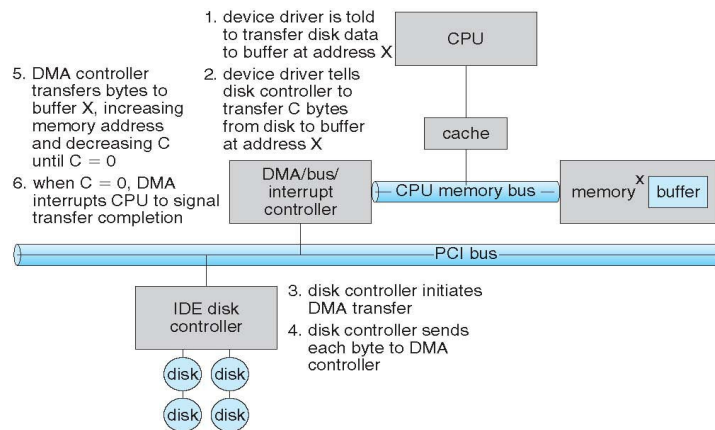 1. device driver is told
to transfer disk data
to buffer at address X
CPU
5. DMA controller
transfers bytes to
buffer X, increasing
memory address
and decreasing C
until C = 0
2. device driver tells
disk controller to
transfer C bytes
from disk to buffer
at address X
cache
6. when C = 0, DMA
interrupts CPU to signal
transfer completion
DMA/bus/
interrupt
controller
CPU memory bus
memory
X
buffer
PCI bus
IDE disk
controller
3. disk controller initiates
DMA transfer
4. disk controller sends
each byte to DMA
controller
disk
disk
disk
disk